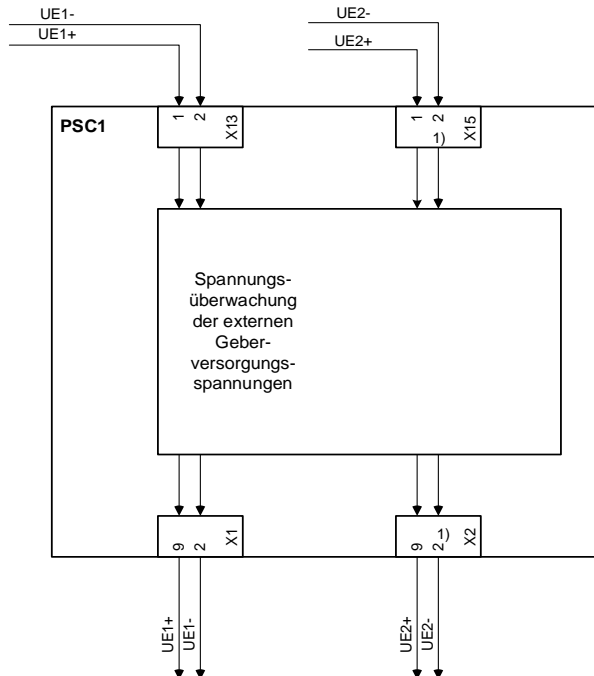 UE1-
UE1+
UE2-
UE2+
PSC1
1 2 X13
1 2 1) X15
Spannungs-
überwachung
der externen
Geber-
versorgungs-
spannungen
9 2 X1
9 2 1) X2
UE1+ UE1-
UE2+ UE2-